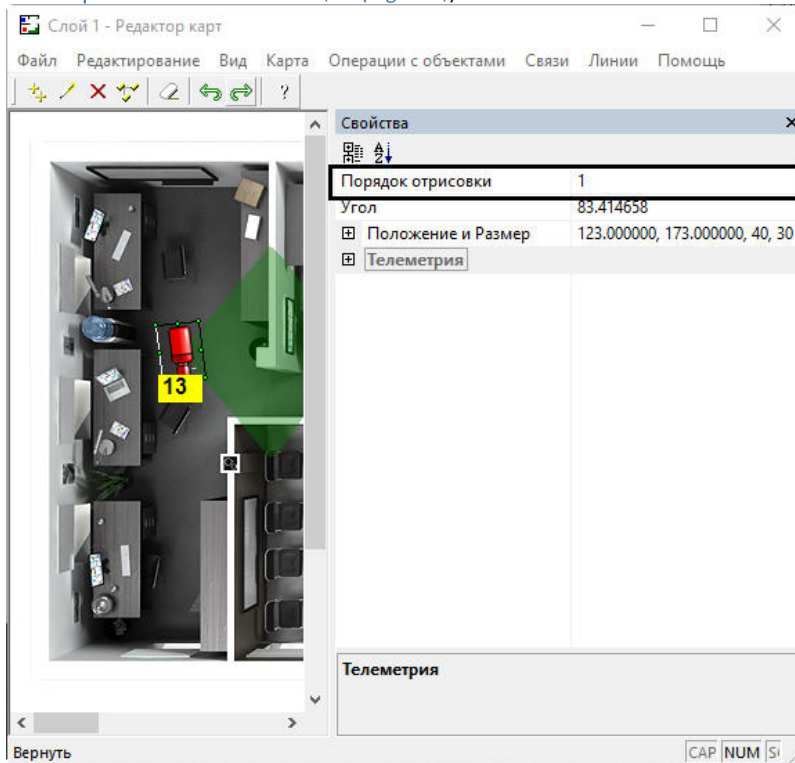 Слой 1 - Редактор карт
Файл Редактирование Вид Карта Операции с объектами Связи Линии Помощь
?
Свойства
Порядок отрисовки 1
Угол 83.414658
Положение и Размер 123.000000, 173.000000, 40, 30
Телеметрия
13
Телеметрия
Вернуть CAP NUM